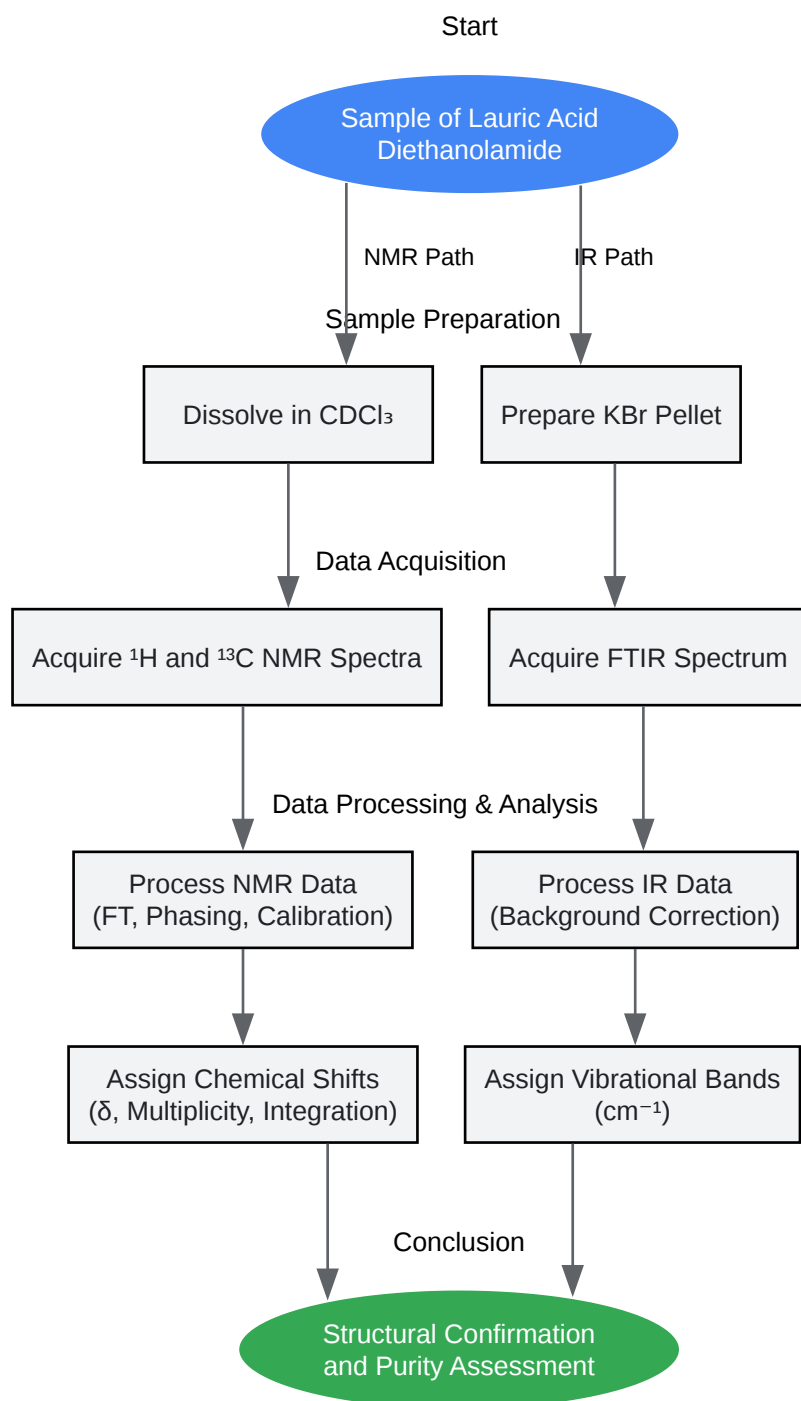 Start
Sample of Lauric Acid
Diethanolamide
NMR Path
IR Path
Sample Preparation
Dissolve in CDCl₃
Prepare KBr Pellet
Data Acquisition
Acquire ¹H and ¹³C NMR Spectra
Acquire FTIR Spectrum
Data Processing & Analysis
Process NMR Data
(FT, Phasing, Calibration)
Process IR Data
(Background Correction)
Assign Chemical Shifts
(δ, Multiplicity, Integration)
Assign Vibrational Bands
(cm⁻¹)
Conclusion
Structural Confirmation
and Purity Assessment